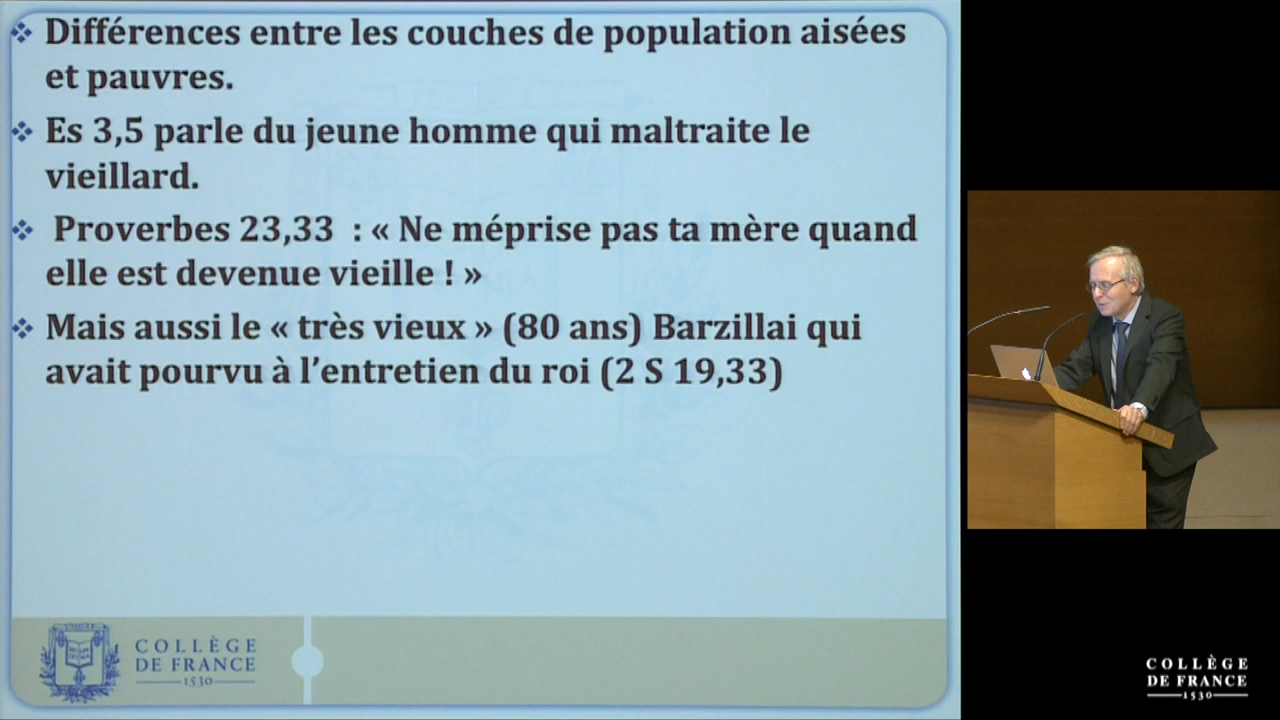 Différences entre les couches de population aisées
et pauvres.
Es 3,5 parle du jeune homme qui maltraite le
vieillard.
Proverbes 23,33 : « Ne méprise pas ta mère quand
elle est devenue vieille ! »
Mais aussi le « très vieux » (80 ans) Barzillai qui
avait pourvu à l'entretien du roi (2 S 19,33)
COLLÈGE
DE FRANCE
1530
COLLÈGE
DE FRANCE
1530